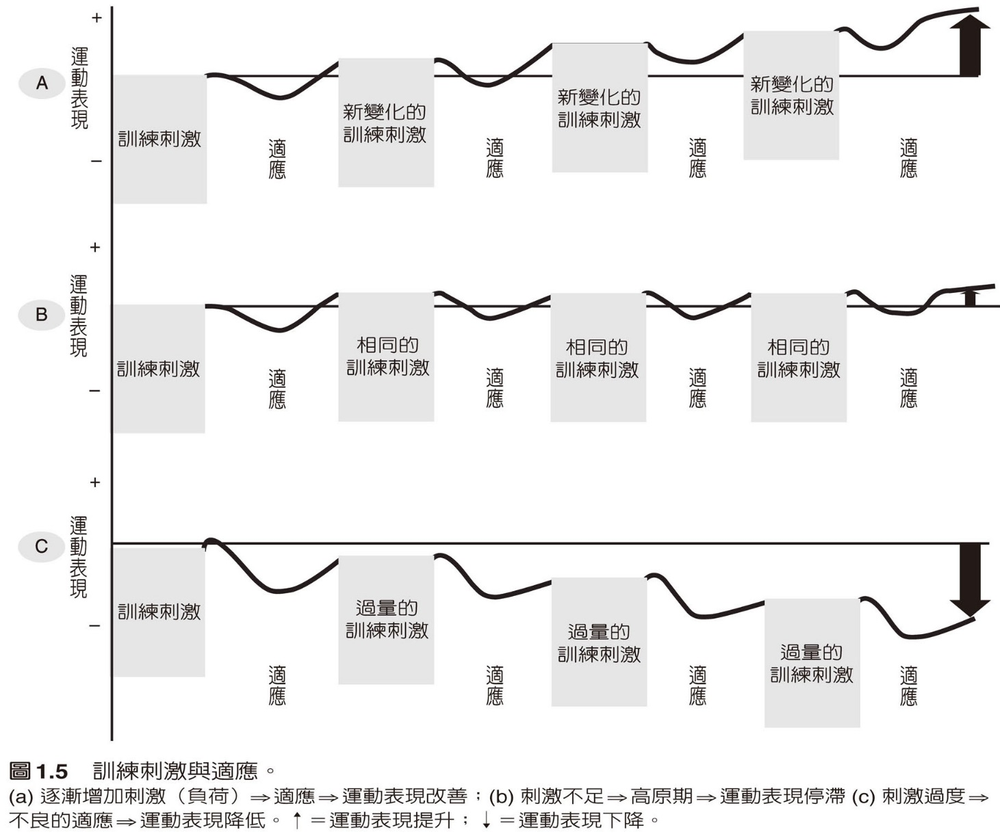 +
運動表現
A
−
訓練刺激
適應
新變化的
訓練刺激
適應
新變化的
訓練刺激
適應
新變化的
訓練刺激
適應
+
運動表現
B
−
訓練刺激
適應
相同的
訓練刺激
適應
相同的
訓練刺激
適應
相同的
訓練刺激
適應
+
運動表現
C
−
訓練刺激
適應
過量的
訓練刺激
適應
過量的
訓練刺激
適應
過量的
訓練刺激
適應
圖 1.5 訓練刺激與適應。
(a) 逐漸增加刺激（負荷）⇒適應⇒運動表現改善；(b) 刺激不足⇒高原期⇒運動表現停滯 (c) 刺激過度⇒
不良的適應⇒運動表現降低。↑＝運動表現提升；↓＝運動表現下降。